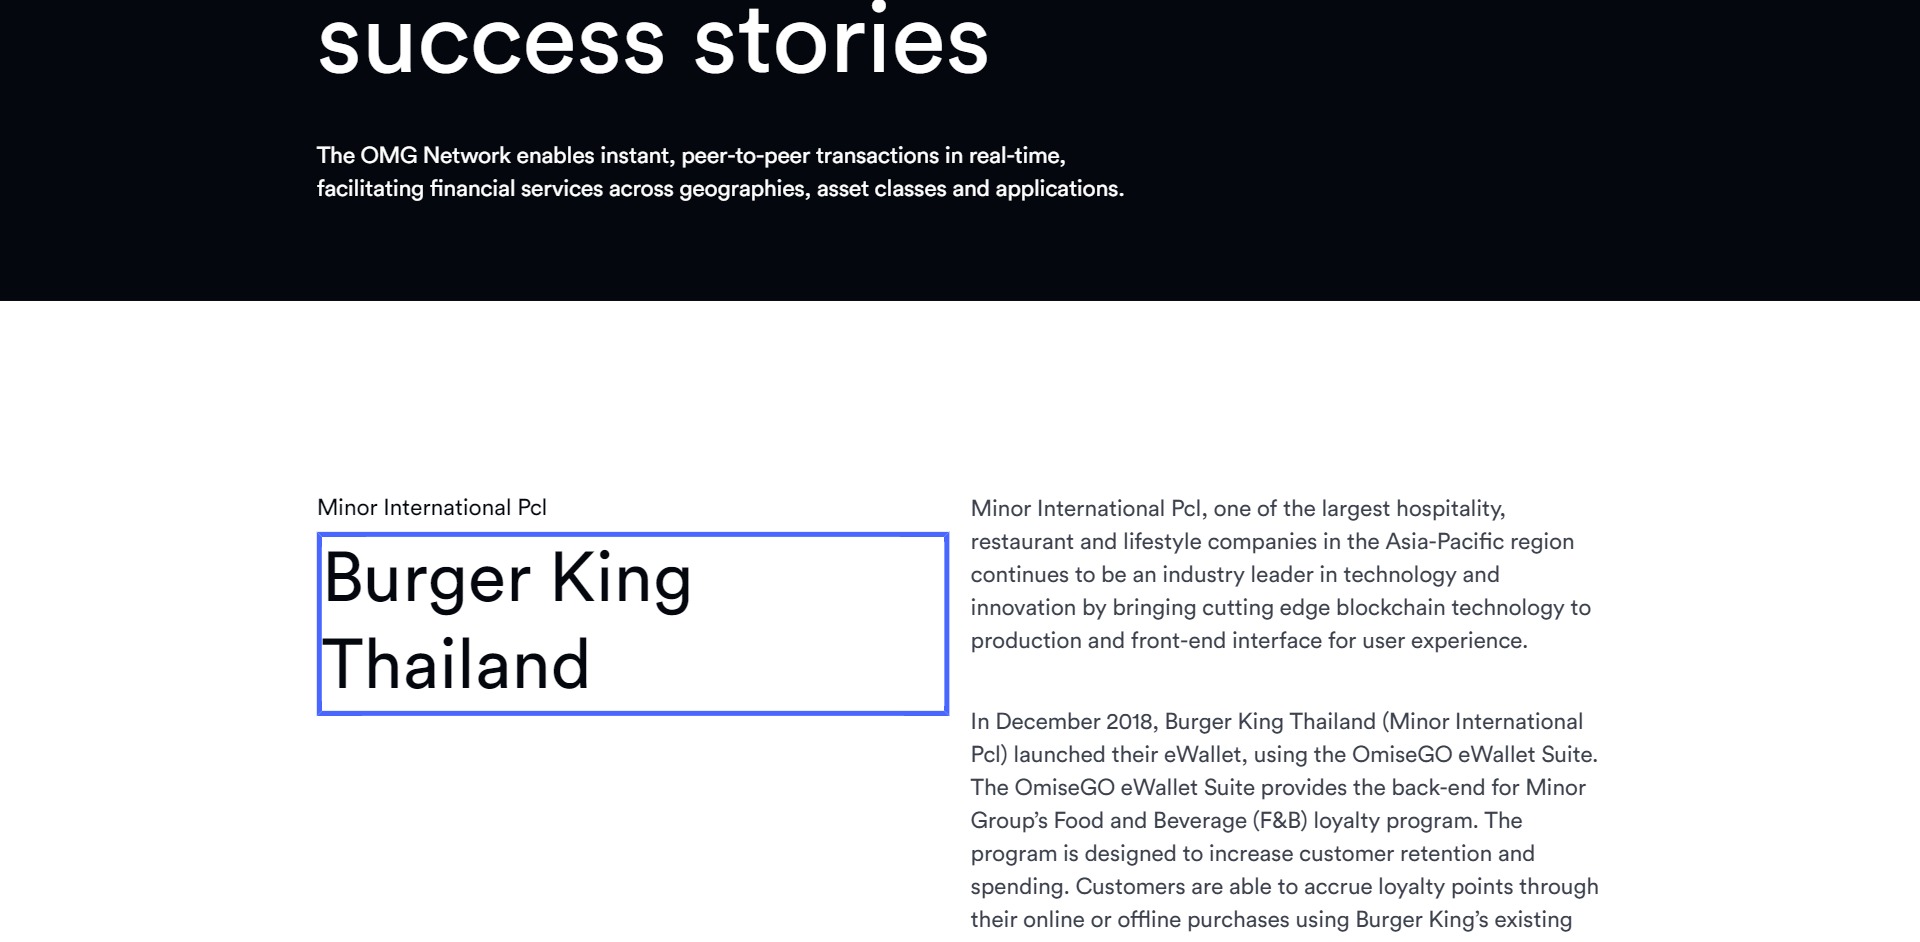 success stories
The OMG Network enables instant, peer-to-peer transactions in real-time,
facilitating financial services across geographies, asset classes and applications.
Minor International Pcl
Burger King
Thailand
Minor International Pcl, one of the largest hospitality,
restaurant and lifestyle companies in the Asia-Pacific region
continues to be an industry leader in technology and
innovation by bringing cutting edge blockchain technology to
production and front-end interface for user experience.
In December 2018, Burger King Thailand (Minor International
Pcl) launched their eWallet, using the OmiseGO eWallet Suite.
The OmiseGO eWallet Suite provides the back-end for Minor
Group’s Food and Beverage (F&B) loyalty program. The
program is designed to increase customer retention and
spending. Customers are able to accrue loyalty points through
their online or offline purchases using Burger King’s existing